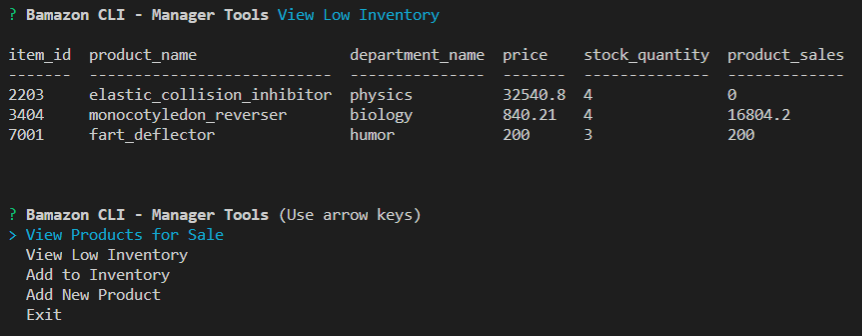 ? Bamazon CLI - Manager Tools View Low Inventory
item_id  product_name                 department_name  price    stock_quantity  product_sales
-------  ---------------------------  ---------------  -------  --------------  -------------
2203     elastic_collision_inhibitor  physics          32540.8  4               0
3404     monocotyledon_reverser       biology          840.21   4               16804.2
7001     fart_deflector               humor            200      3               200
? Bamazon CLI - Manager Tools (Use arrow keys)
> View Products for Sale
  View Low Inventory
  Add to Inventory
  Add New Product
  Exit